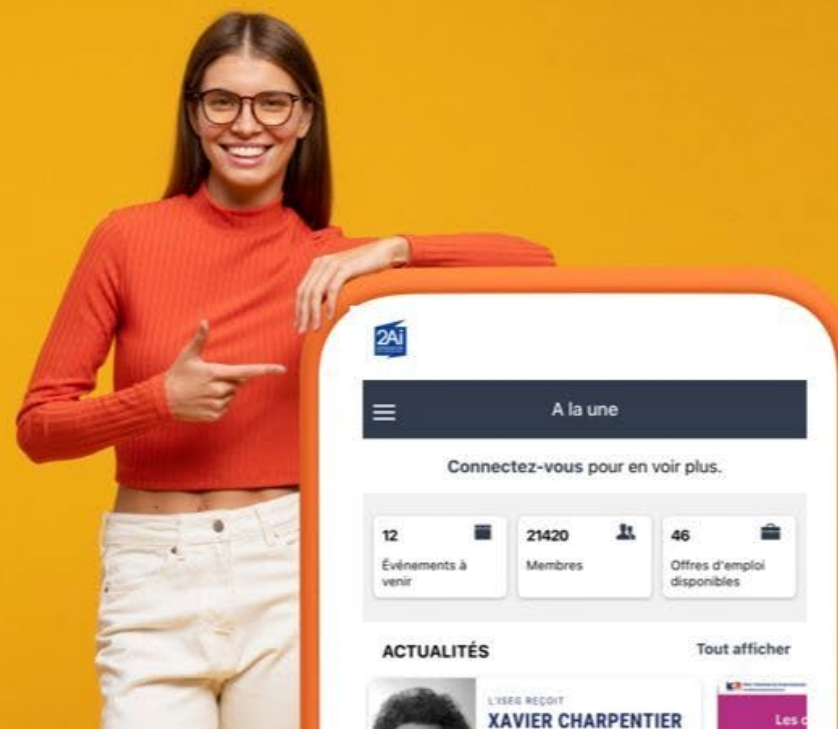 2Ai
A la une
Connectez-vous pour en voir plus.
12
Événements à
venir
21420
Membres
46
Offres d'emploi
disponibles
ACTUALITÉS
Tout afficher
L'ISEG REÇOIT
XAVIER CHARPENTIER
Les